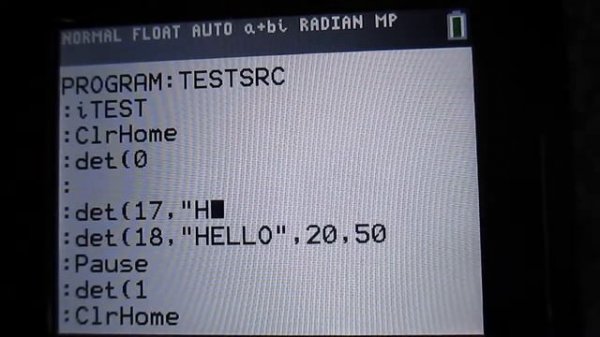 NORMAL FLOAT AUTO a+bi RADIAN MP
PROGRAM:TESTSRC
:iTEST
:ClrHome
:det(0
:
:det(17,"H
:det(18,"HELLO",20,50
:Pause
:det(1
:ClrHome